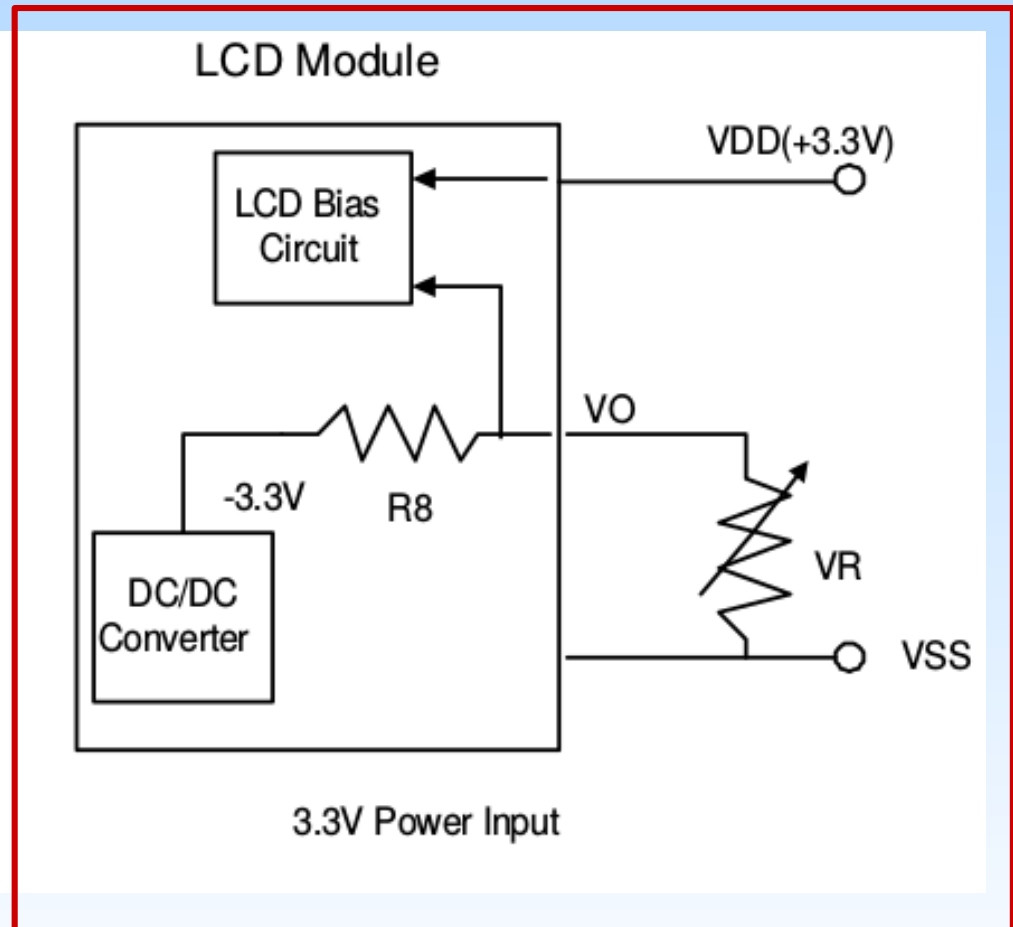 LCD Module
VDD(+3.3V)
LCD Bias
Circuit
VO
-3.3V
R8
VR
DC/DC
Converter
VSS
3.3V Power Input